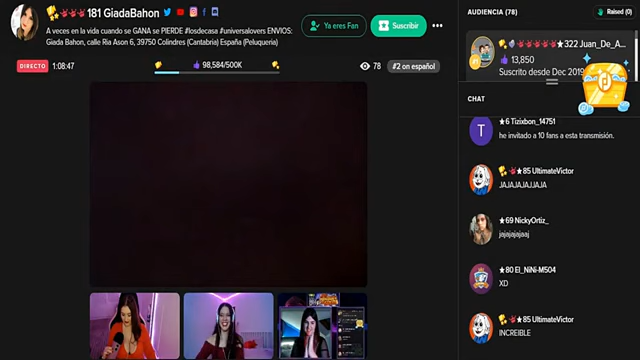 181 GiadaBahon
A veces en la vida cuando se GANA se PIERDE #losdecasa #universalovers ENVIOS:
Giada Bahon, calle Ria Ason 6, 39750 Colindres (Cantabria) España (Peluqueria)
Ya eres Fan
Suscribir
DIRECTO
1:08:47
98,584/500K
78
#2 on español
AUDIENCIA (78)
Raised (0)
★322 Juan_De_A...
13,850
Suscrito desde Dec 2019
CHAT
T
★6 Tizixbon_14751
he invitado a 10 fans a esta transmisión.
★85 UltimateVictor
JAJAJAJAJJAJA
★69 NickyOrtiz_
jajajajajaaj
★80 El_NiNi-M504
XD
★85 UltimateVictor
INCREIBLE